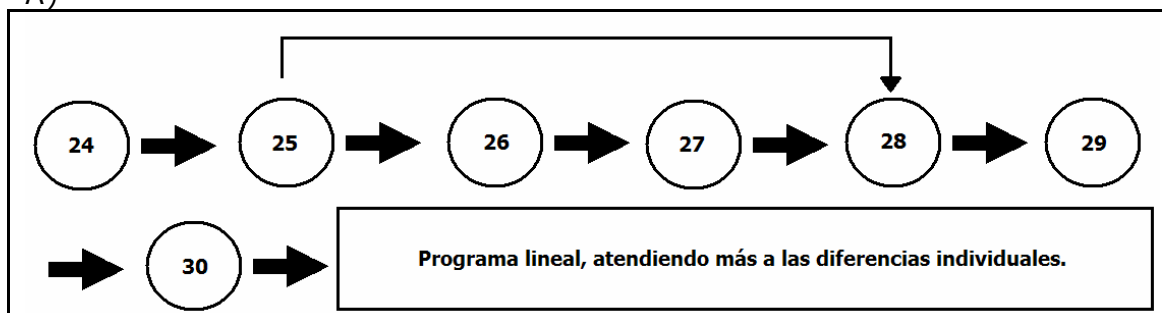 A)
24 25 26 27 28 29
30 Programa lineal, atendiendo más a las diferencias individuales.